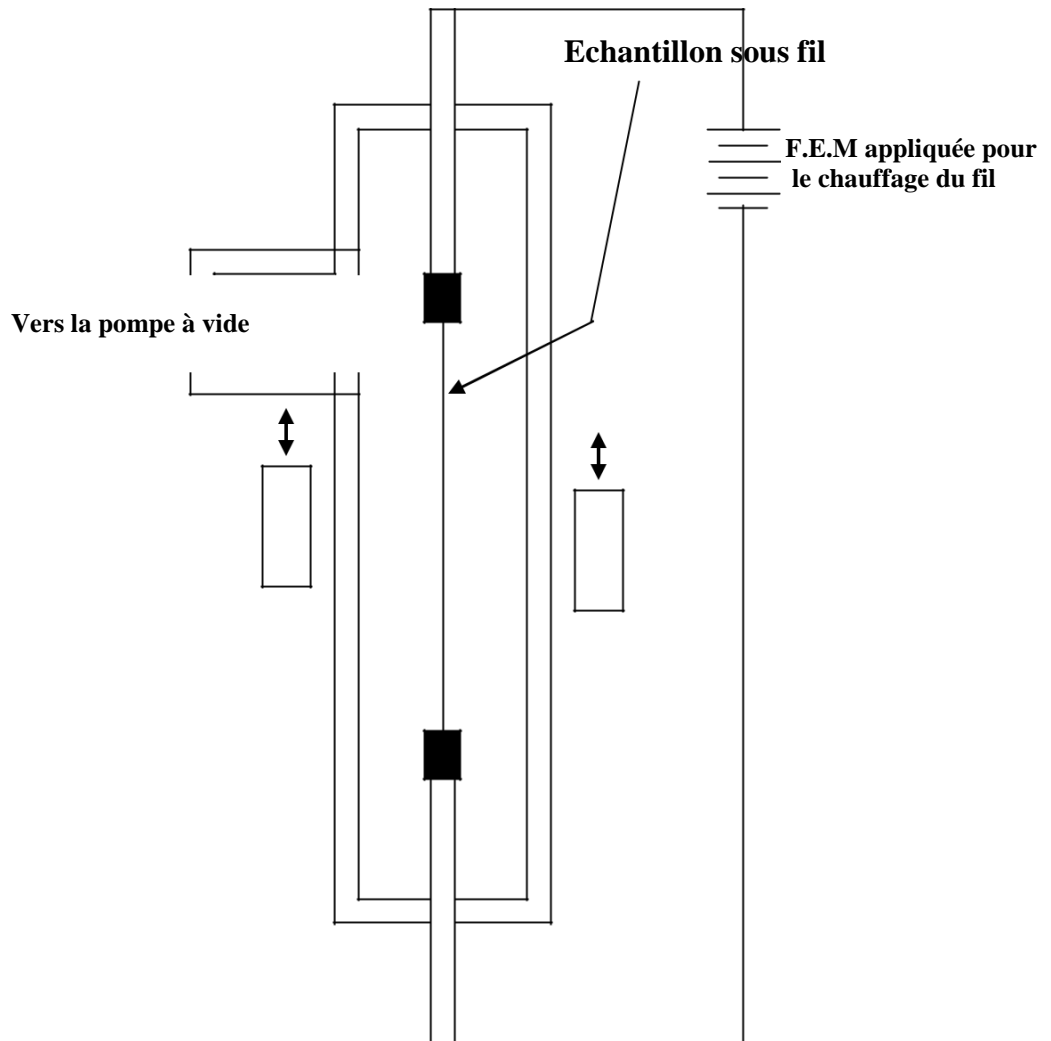 Echantillon sous fil
F.E.M appliquée pour
le chauffage du fil
Vers la pompe à vide